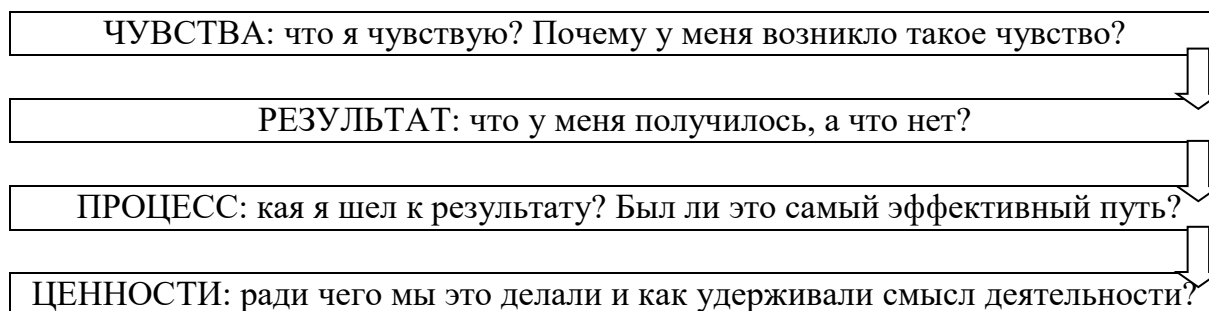 ЧУВСТВА: что я чувствую? Почему у меня возникло такое чувство?
РЕЗУЛЬТАТ: что у меня получилось, а что нет?
ПРОЦЕСС: кая я шел к результату? Был ли это самый эффективный путь?
ЦЕННОСТИ: ради чего мы это делали и как удерживали смысл деятельности?